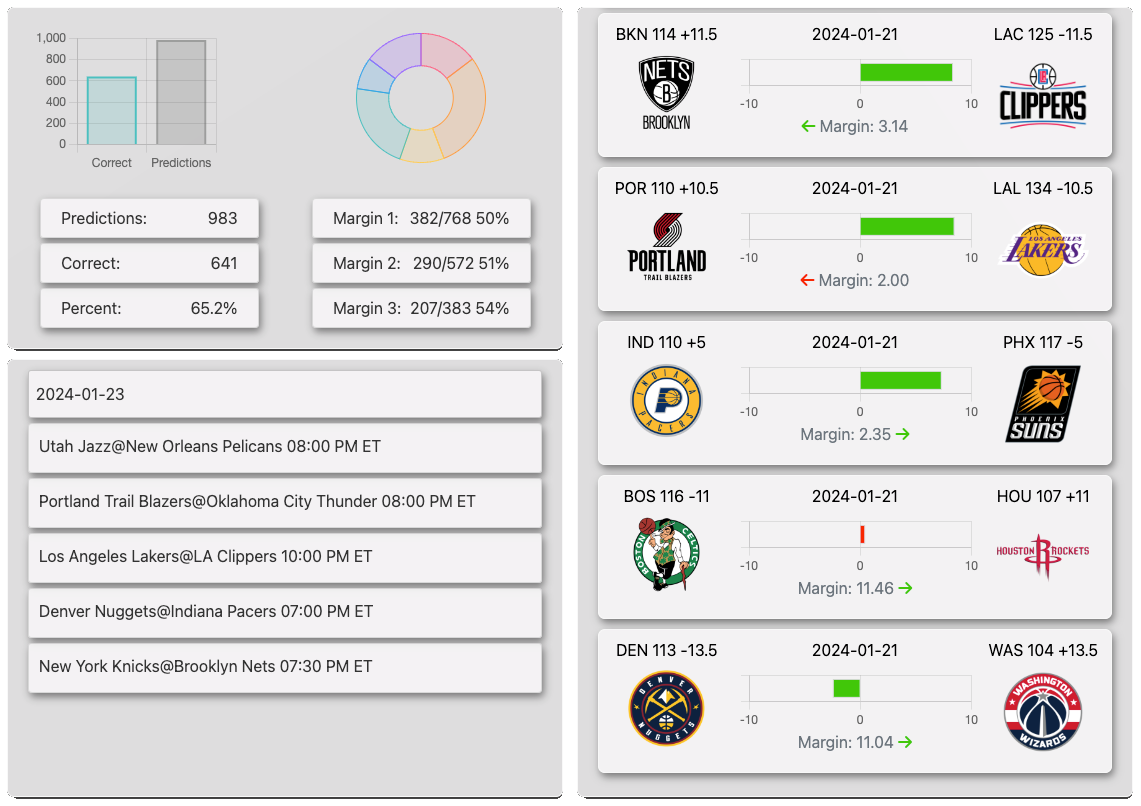 1,000
800
600
400
200
0
Correct Predictions
Predictions: 983
Correct: 641
Percent: 65.2%
Margin 1: 382/768 50%
Margin 2: 290/572 51%
Margin 3: 207/383 54%
2024-01-23
Utah Jazz@New Orleans Pelicans 08:00 PM ET
Portland Trail Blazers@Oklahoma City Thunder 08:00 PM ET
Los Angeles Lakers@LA Clippers 10:00 PM ET
Denver Nuggets@Indiana Pacers 07:00 PM ET
New York Knicks@Brooklyn Nets 07:30 PM ET
BKN 114 +11.5 2024-01-21 LAC 125 -11.5
NETS
B
BROOKLYN
-10 0 10
← Margin: 3.14
CLIPPERS
POR 110 +10.5 2024-01-21 LAL 134 -10.5
PORTLAND
TRAIL BLAZERS
-10 0 10
← Margin: 2.00
LOS ANGELES
LAKERS
IND 110 +5 2024-01-21 PHX 117 -5
INDIANA
P
PACERS
-10 0 10
Margin: 2.35 →
PHOENIX
SUNS
BOS 116 -11 2024-01-21 HOU 107 +11
BOSTON
CELTICS
-10 0 10
Margin: 11.46 →
HOUSTON R ROCKETS
DEN 113 -13.5 2024-01-21 WAS 104 +13.5
DENVER
NUGGETS
-10 0 10
Margin: 11.04 →
WASHINGTON
WIZARDS